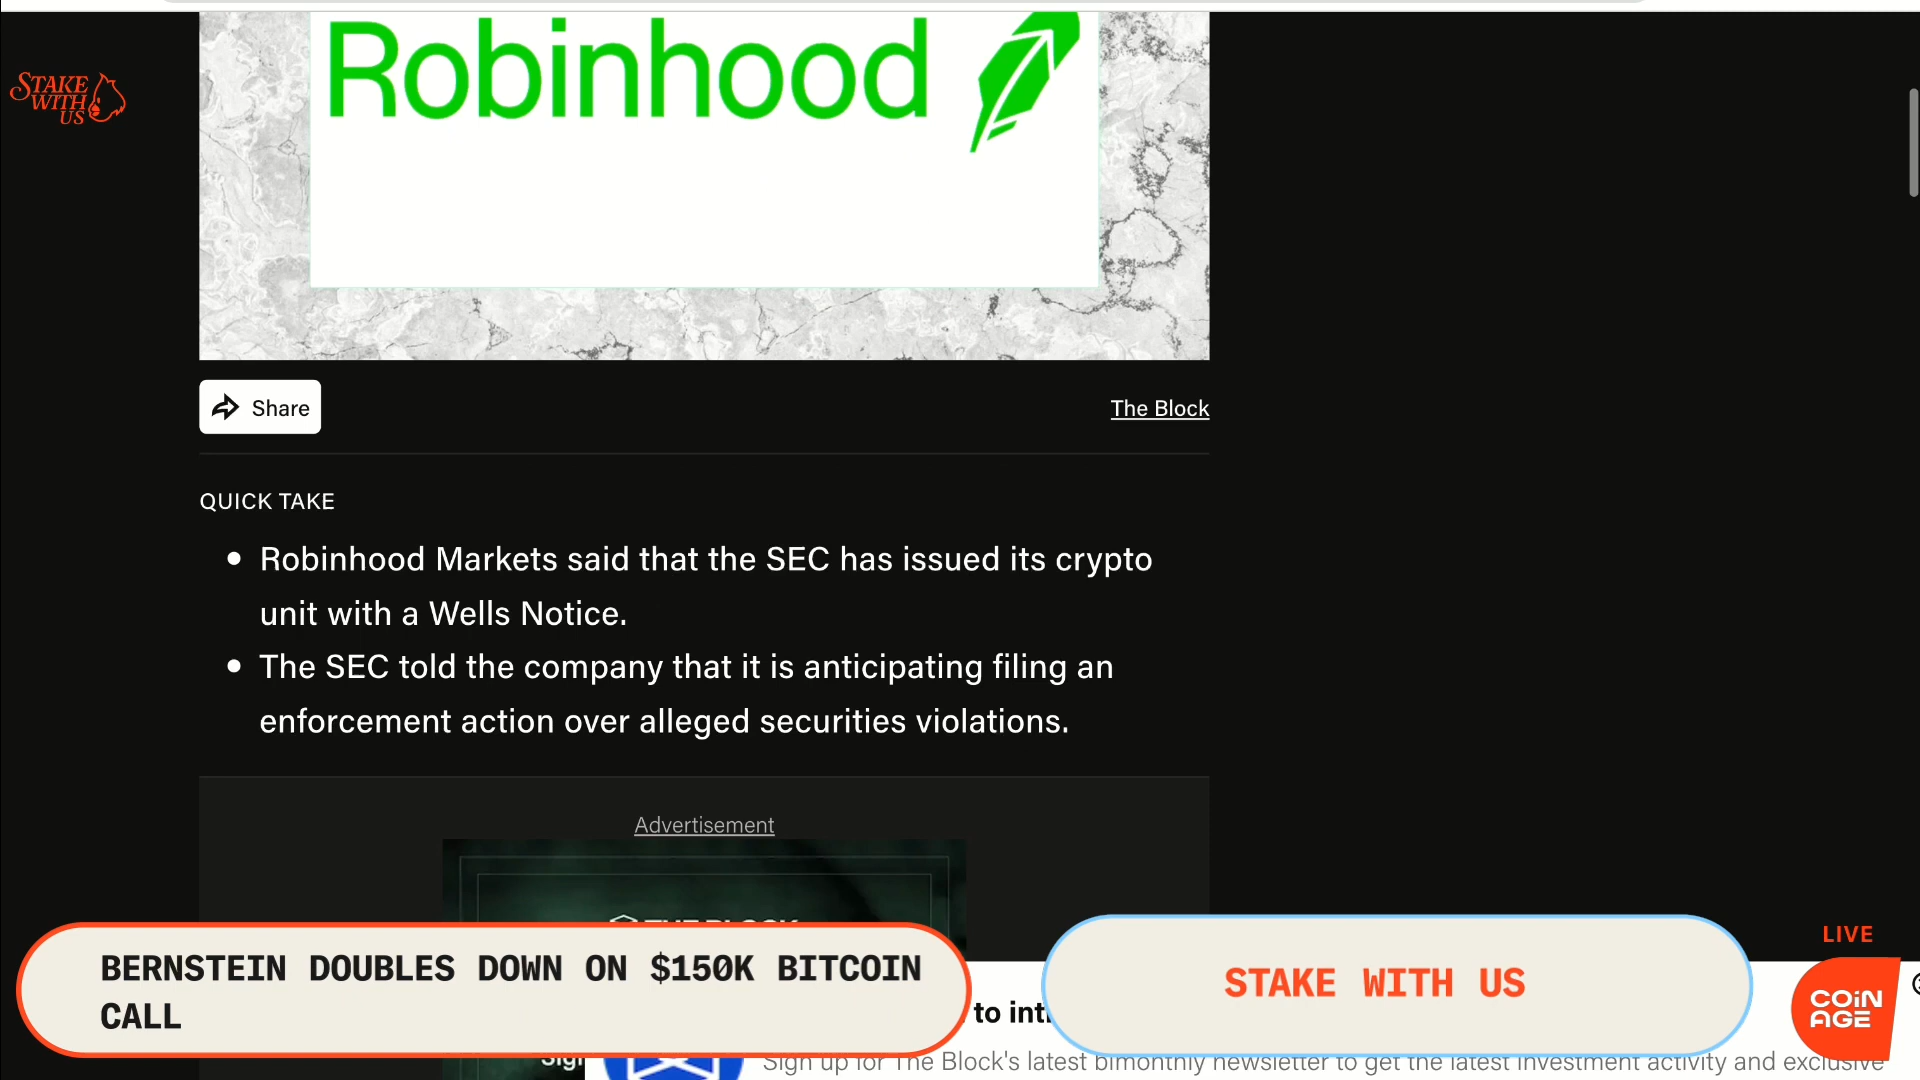 Robinhood
STAKE
WITH
US
Share
The Block
QUICK TAKE
Robinhood Markets said that the SEC has issued its crypto
unit with a Wells Notice.
The SEC told the company that it is anticipating filing an
enforcement action over alleged securities violations.
Advertisement
THE BLOCK
BERNSTEIN DOUBLES DOWN ON $150K BITCOIN
CALL
STAKE WITH US
LIVE
COiN
AGE
to int
Sign up for The Block's latest bimonthly newsletter to get the latest investment activity and exclusive